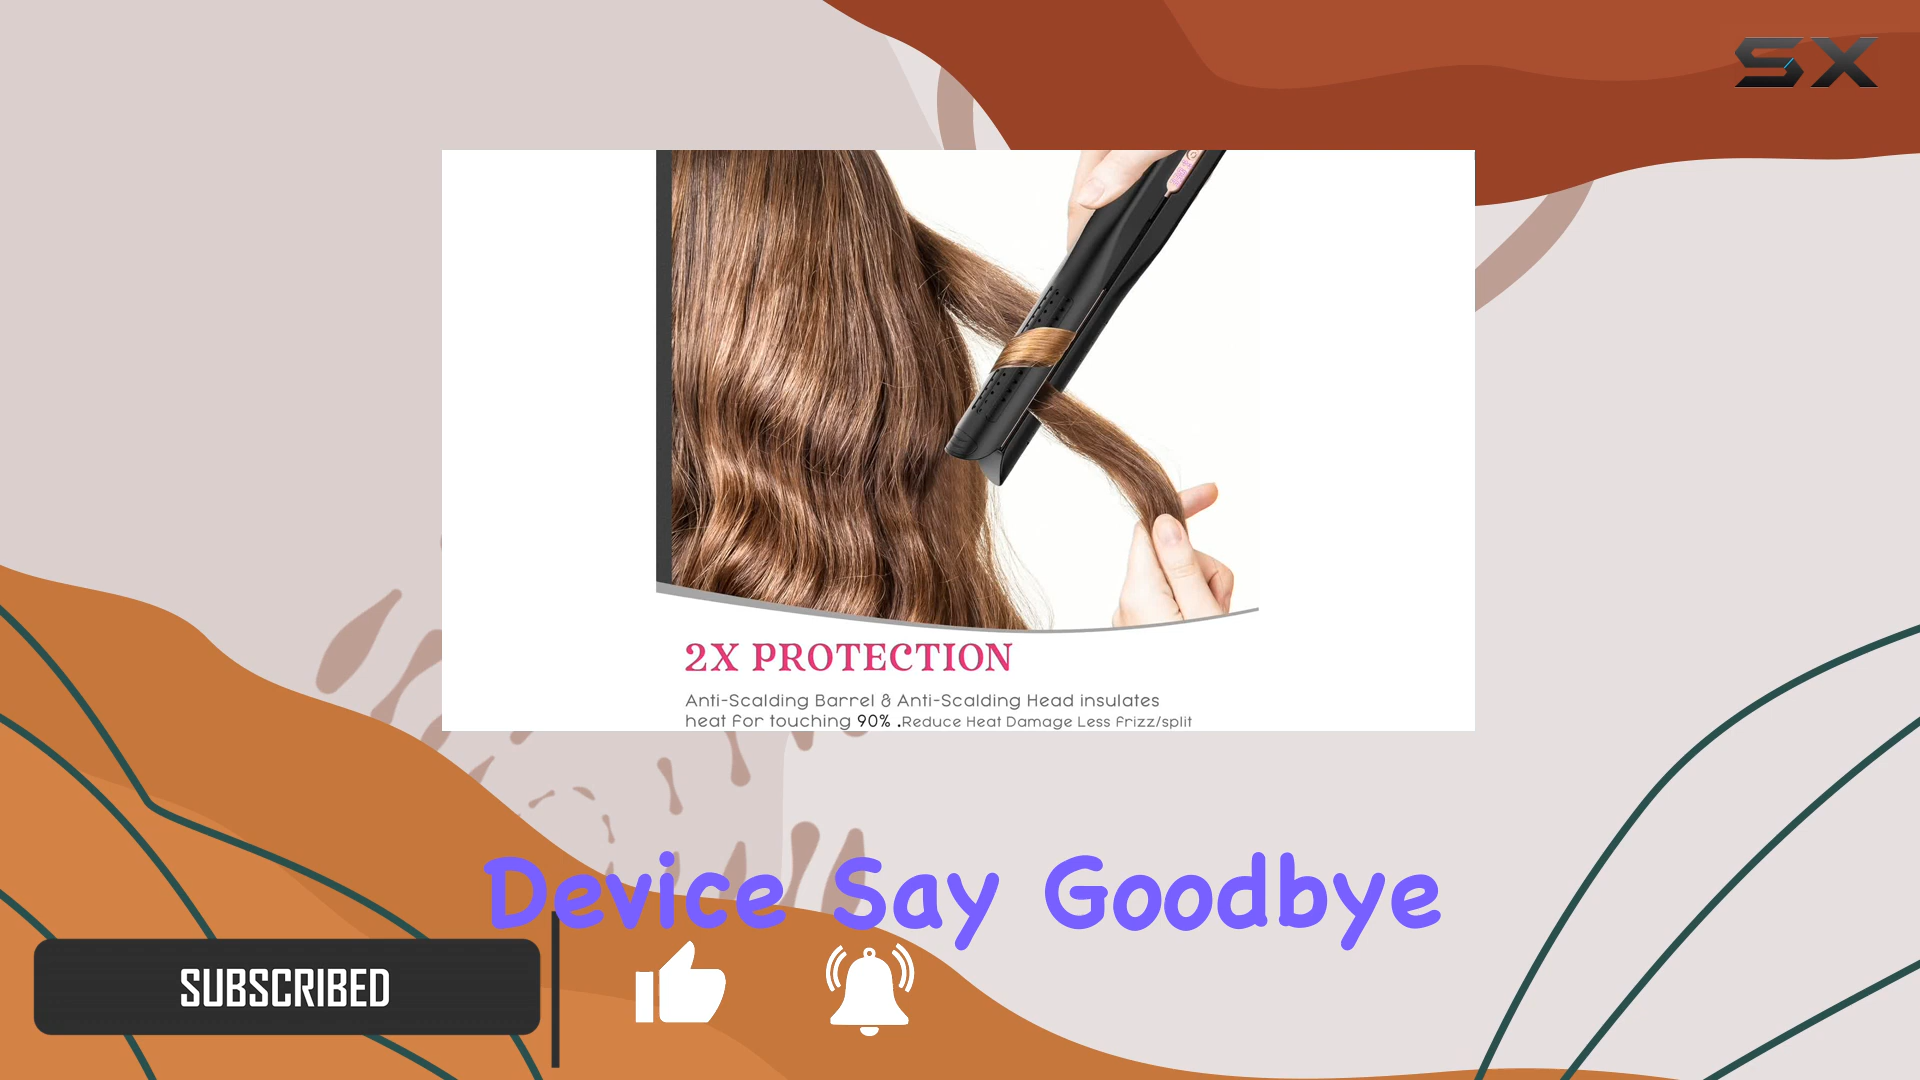 SX
2X PROTECTION
Anti-Scalding Barrel & Anti-Scalding Head insulates
heat for touching 90% .Reduce Heat Damage Less Frizz/split
Device Say Goodbye
SUBSCRIBED